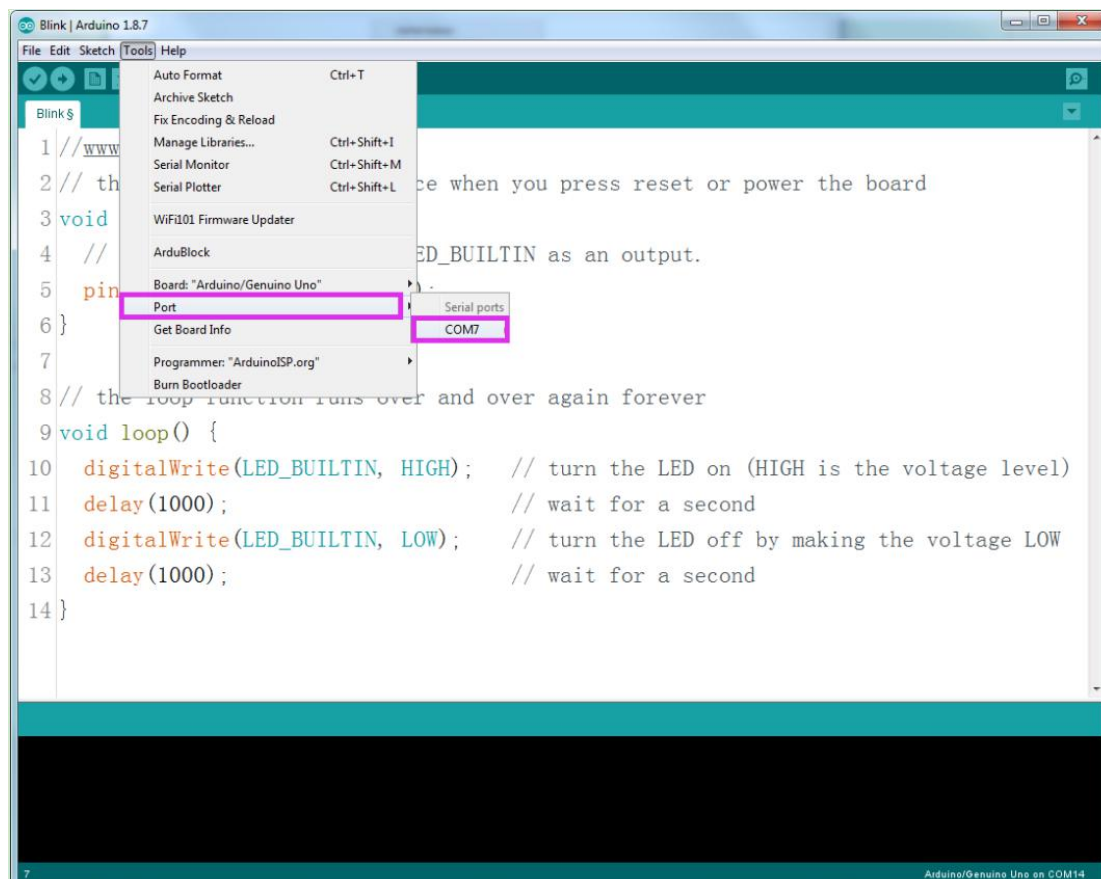 Blink | Arduino 1.8.7
File Edit Sketch Tools Help
Auto Format Ctrl+T
Archive Sketch
Fix Encoding & Reload
Manage Libraries... Ctrl+Shift+I
Serial Monitor Ctrl+Shift+M
Serial Plotter Ctrl+Shift+L
WiFi101 Firmware Updater
ArduBlock
Board: "Arduino/Genuino Uno"
Port
Get Board Info
Programmer: "ArduinoISP.org"
Burn Bootloader
Serial ports
COM7
Blink §
1 //www
2 // th ce when you press reset or power the board
3 void
4 // ED_BUILTIN as an output.
5 pin );
6 }
7
8 // the loop function runs over and over again forever
9 void loop() {
10 digitalWrite(LED_BUILTIN, HIGH); // turn the LED on (HIGH is the voltage level)
11 delay(1000); // wait for a second
12 digitalWrite(LED_BUILTIN, LOW); // turn the LED off by making the voltage LOW
13 delay(1000); // wait for a second
14 }
7 Arduino/Genuino Uno on COM14